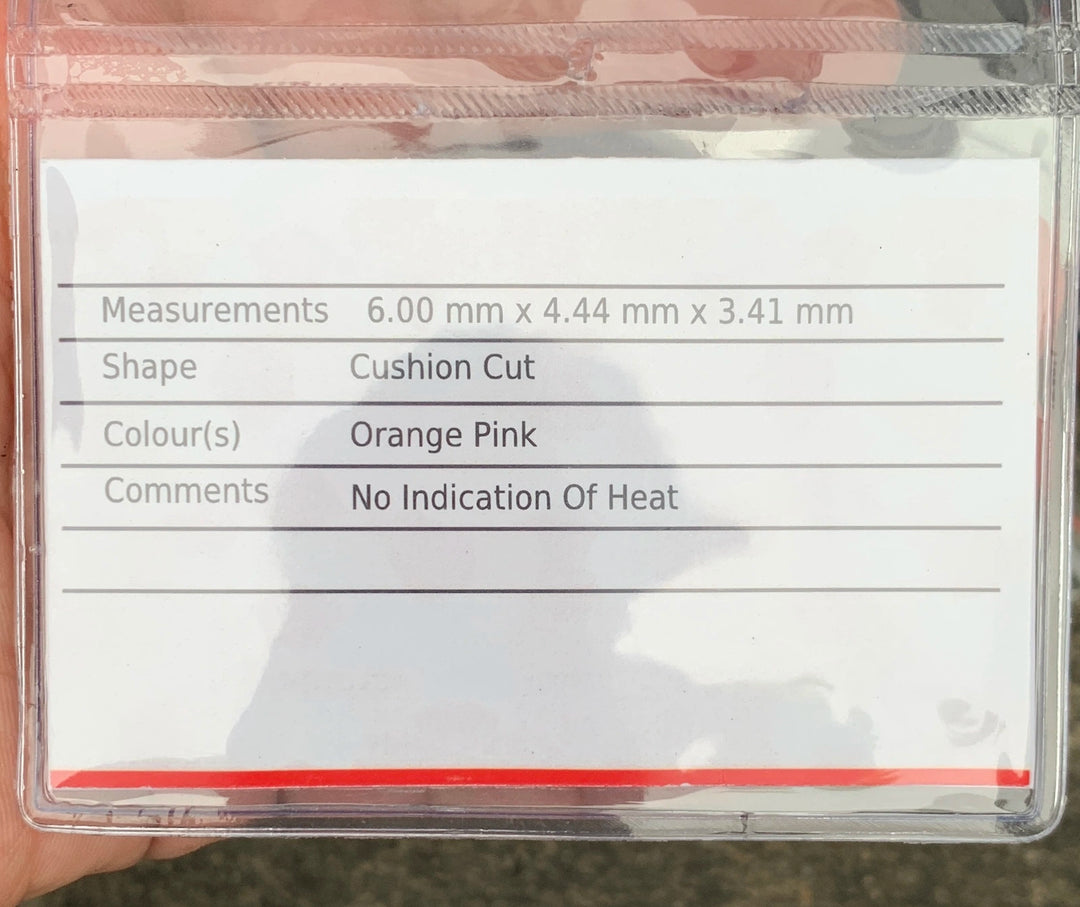 Measurements 6.00 mm x 4.44 mm x 3.41 mm
Shape Cushion Cut
Colour(s) Orange Pink
Comments No Indication Of Heat